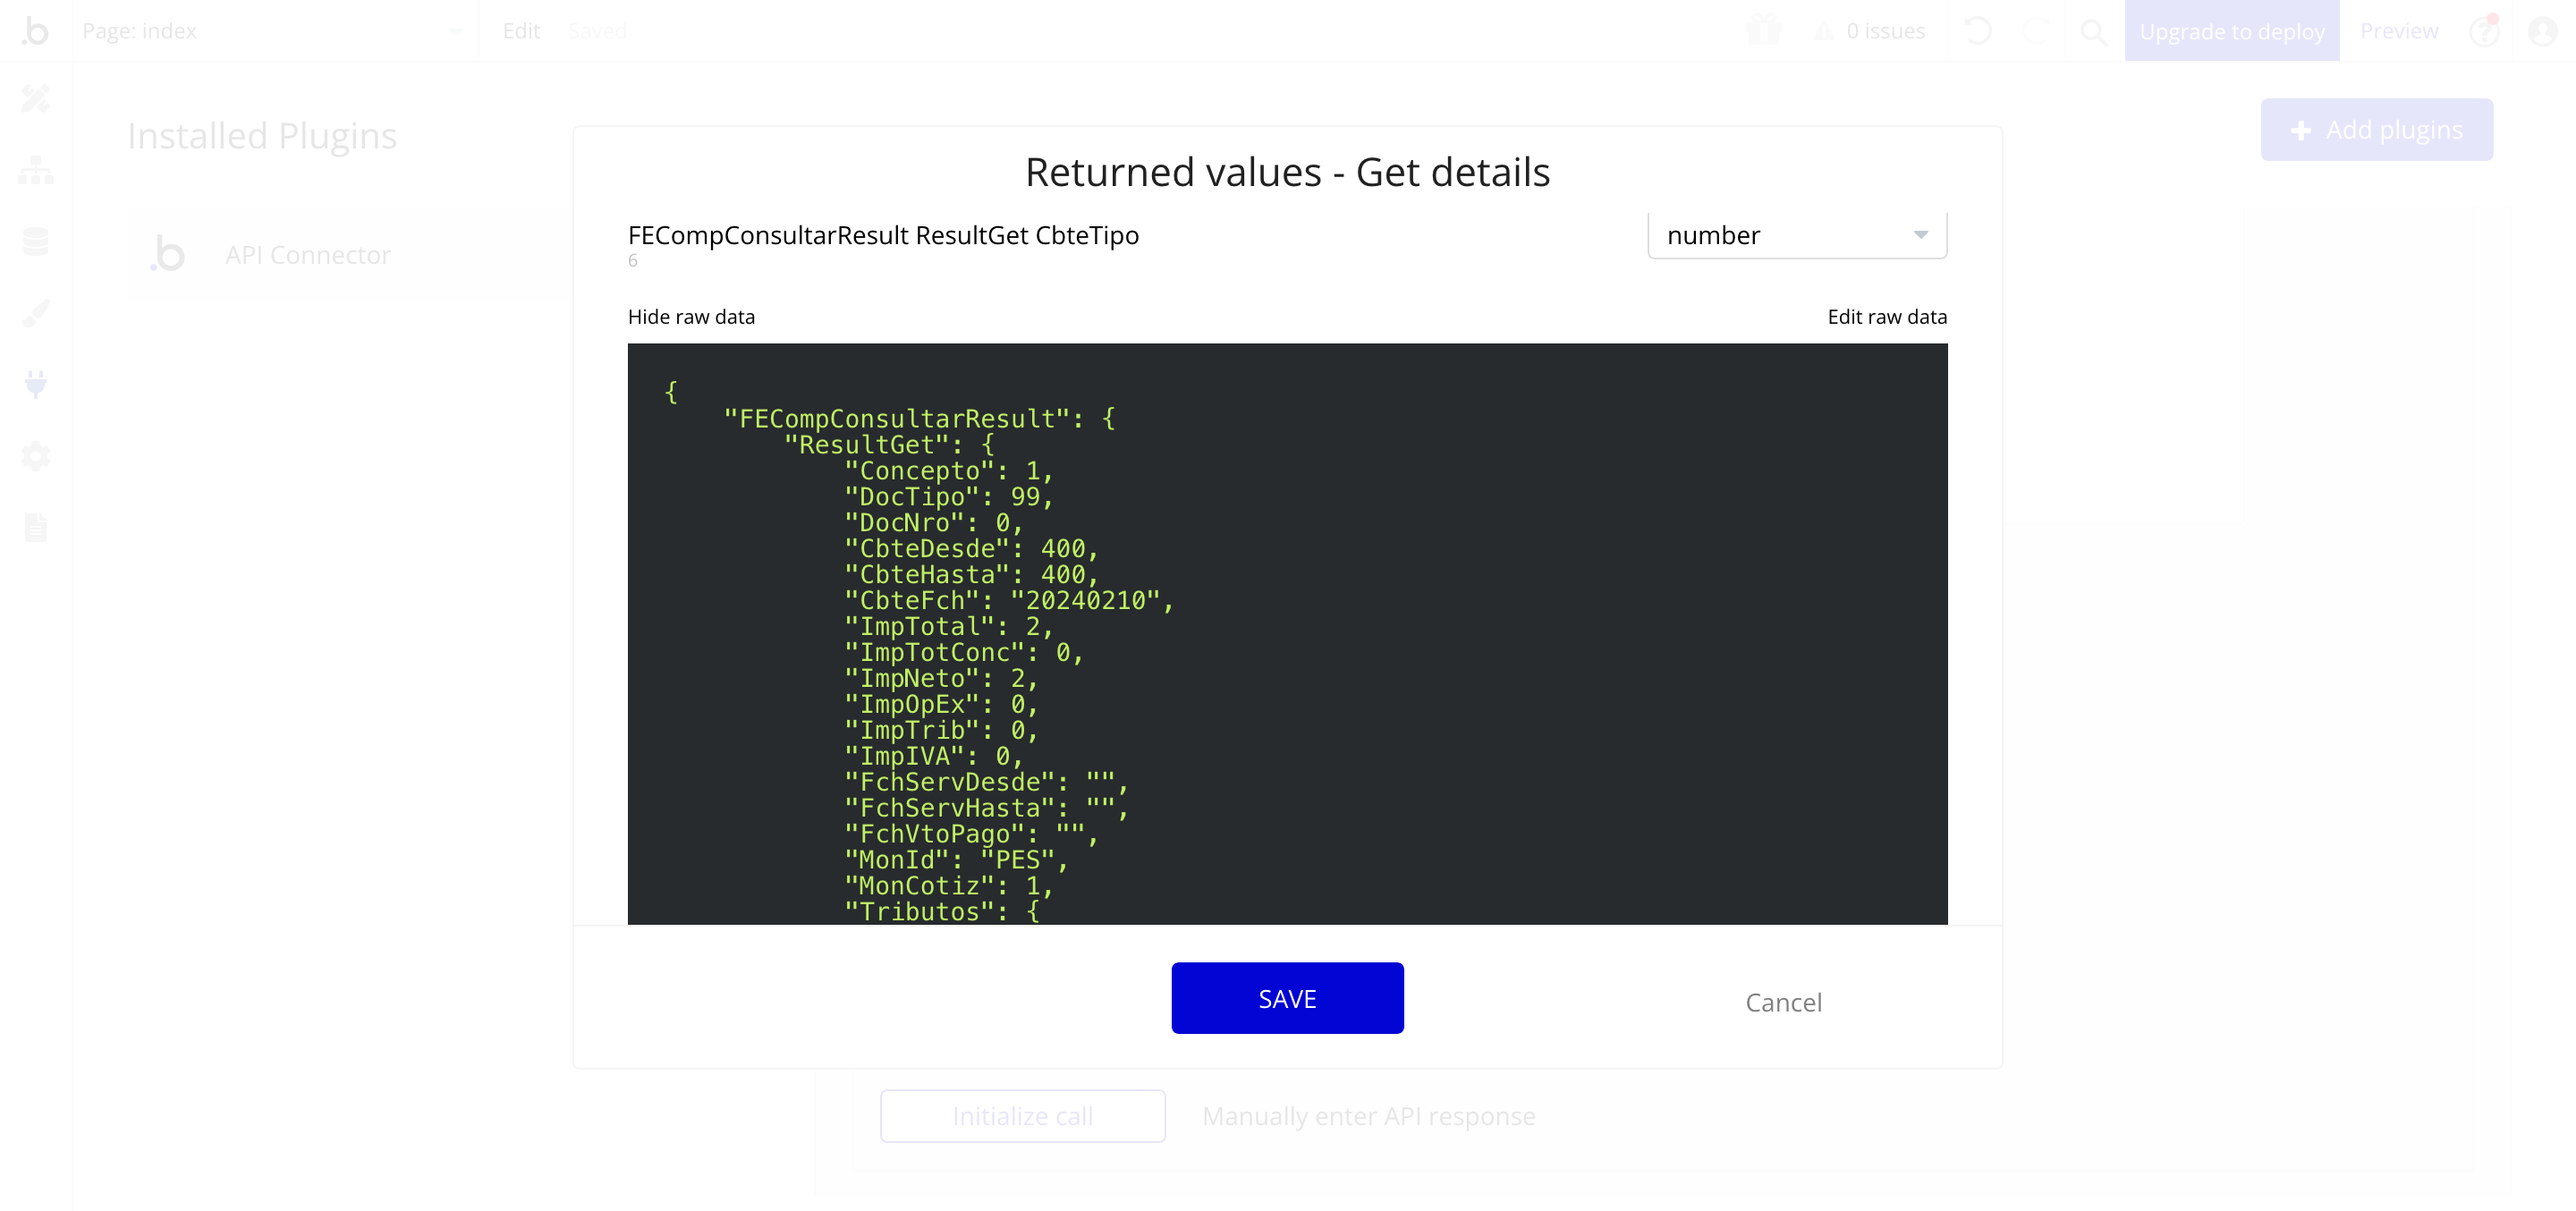 .b
Page: index
Edit
Saved
0 issues
Upgrade to deploy
Preview
Installed Plugins
Add plugins
.b
API Connector
Returned values - Get details
FECompConsultarResult ResultGet CbteTipo
number
6
Hide raw data
Edit raw data
{
"FECompConsultarResult": {
"ResultGet": {
"Concepto": 1,
"DocTipo": 99,
"DocNro": 0,
"CbteDesde": 400,
"CbteHasta": 400,
"CbteFch": "20240210",
"ImpTotal": 2,
"ImpTotConc": 0,
"ImpNeto": 2,
"ImpOpEx": 0,
"ImpTrib": 0,
"ImpIVA": 0,
"FchServDesde": "",
"FchServHasta": "",
"FchVtoPago": "",
"MonId": "PES",
"MonCotiz": 1,
"Tributos": {
SAVE
Cancel
Initialize call
Manually enter API response